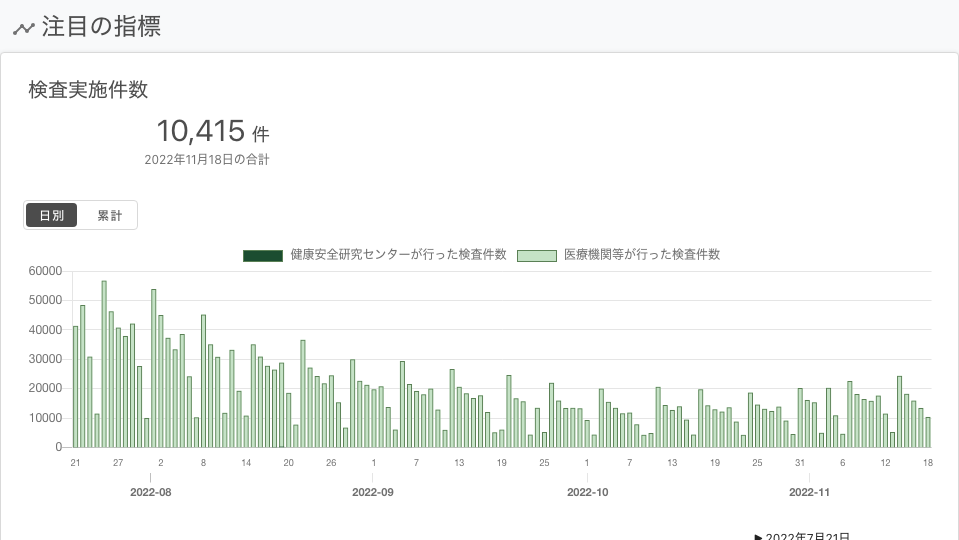 注目の指標
検査実施件数
10,415 件
2022年11月18日の合計
日別 累計
健康安全研究センターが行った検査件数 医療機関等が行った検査件数
60000
50000
40000
30000
20000
10000
0
21 27 2 8 14 20 26 1 7 13 19 25 1 7 13 19 25 31 6 12 18
2022-08 2022-09 2022-10 2022-11
▶ 2022年7月21日